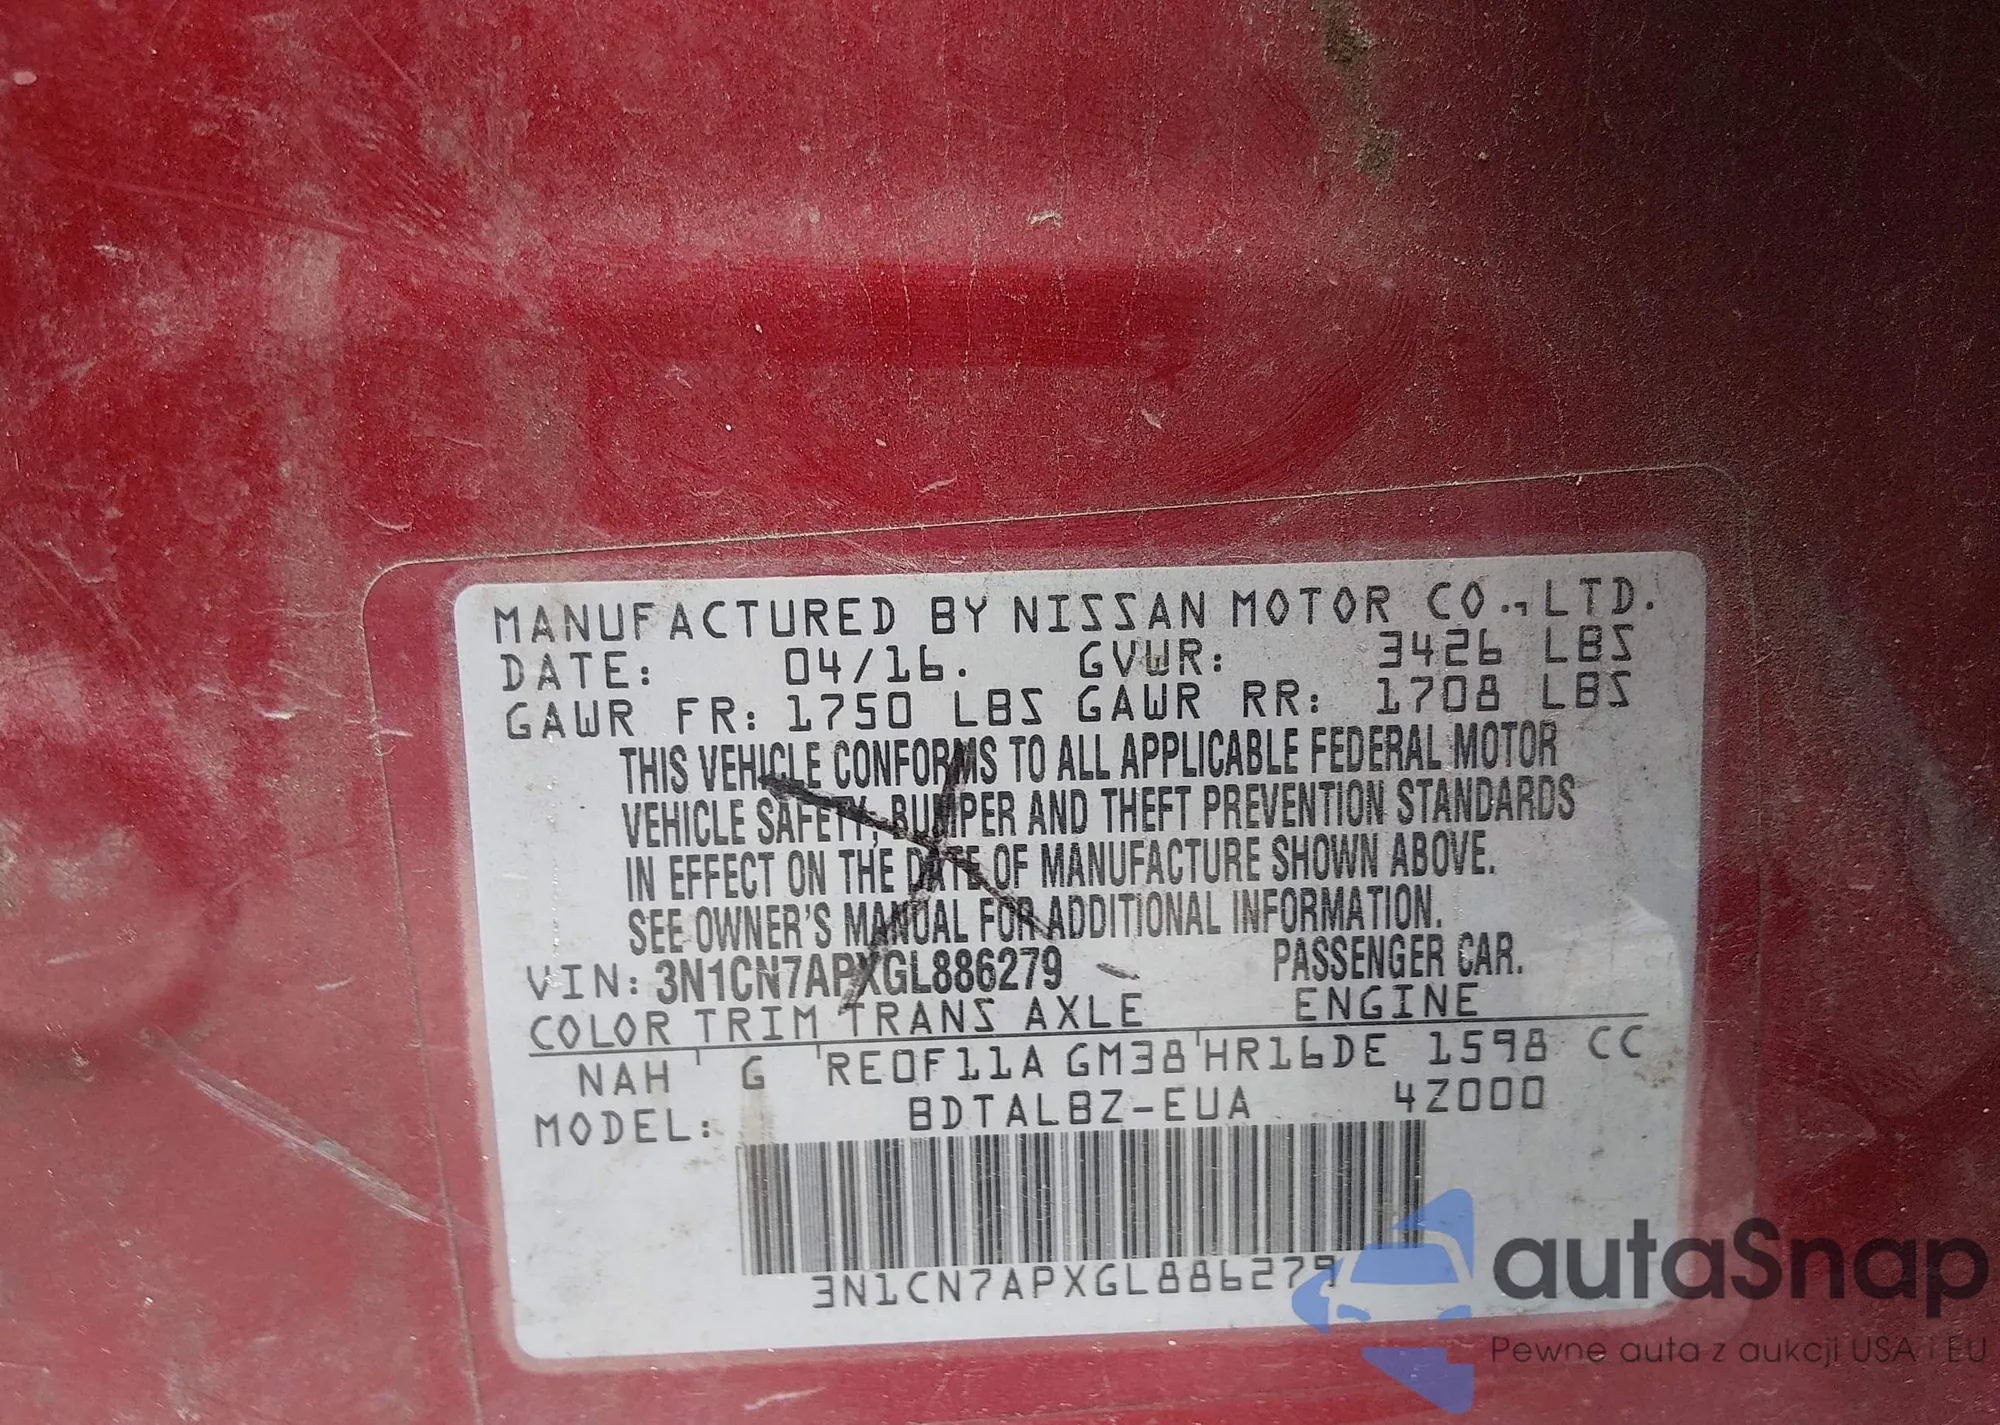 MANUFACTURED BY NISSAN MOTOR CO., LTD.
DATE: 04/16. GVWR: 3426 LBS
GAWR FR: 1750 LBS GAWR RR: 1708 LBS
THIS VEHICLE CONFORMS TO ALL APPLICABLE FEDERAL MOTOR
VEHICLE SAFETY, BUMPER AND THEFT PREVENTION STANDARDS
IN EFFECT ON THE DATE OF MANUFACTURE SHOWN ABOVE.
SEE OWNER'S MANUAL FOR ADDITIONAL INFORMATION.
VIN: 3N1CN7APXGL886279 PASSENGER CAR.
COLOR TRIM TRANS AXLE ENGINE
NAH G RE0F11A GM38 HR16DE 1598 CC
MODEL: BDTALBZ-EUA 4Z000
3N1CN7APXGL886279
autaSnap
Pewne auta z aukcji USA i EU